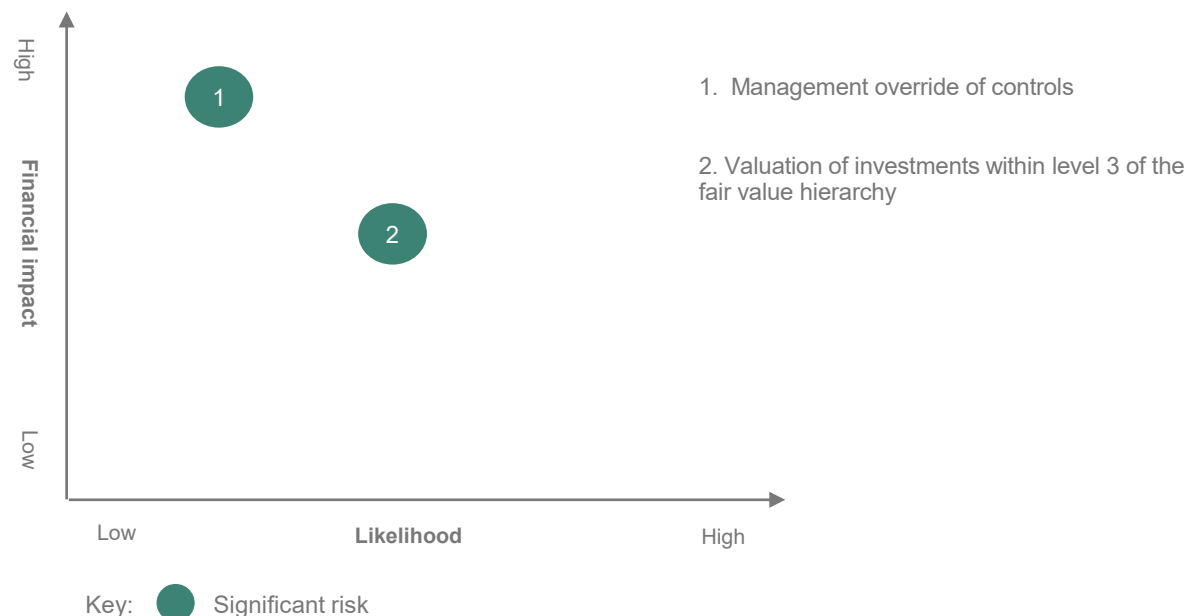 High
1
1. Management override of controls
Financial impact
2. Valuation of investments within level 3 of the
fair value hierarchy
2
Low
Low
Likelihood
High
Key:
Significant risk